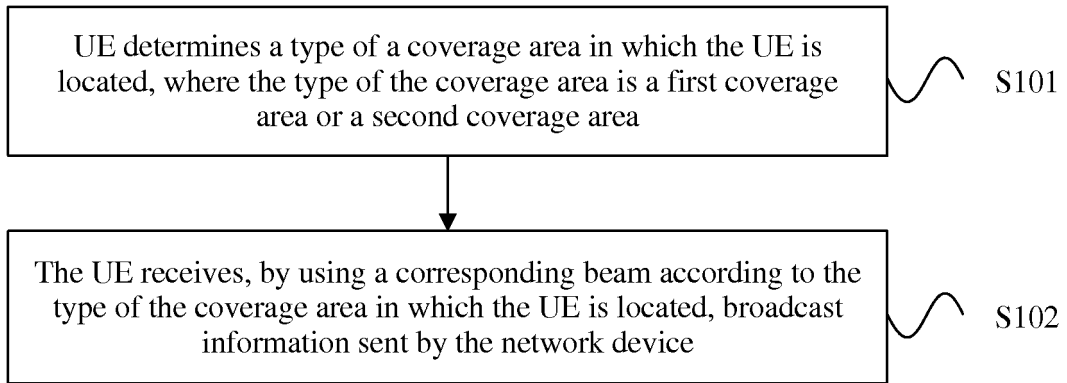 UE determines a type of a coverage area in which the UE is
located, where the type of the coverage area is a first coverage
area or a second coverage area
S101
The UE receives, by using a corresponding beam according to the
type of the coverage area in which the UE is located, broadcast
information sent by the network device
S102